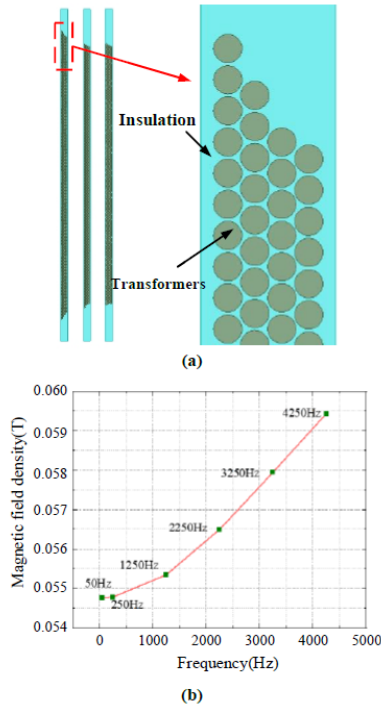 (a)
Insulation
Transformers
(b)
0.060
0.059
0.058
0.057
0.056
0.055
0.054
Magnetic field density(T)
50Hz
250Hz
1250Hz
2250Hz
3250Hz
4250Hz
0 1000 2000 3000 4000 5000
Frequency(Hz)